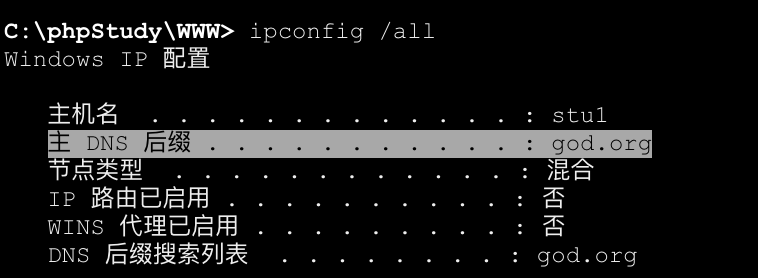 C:\phpStudy\WWW> ipconfig /all
Windows IP 配置
主机名 . . . . . . . . . . . . . : stu1
主 DNS 后缀 . . . . . . . . . . . : god.org
节点类型 . . . . . . . . . . . . : 混合
IP 路由已启用 . . . . . . . . . . : 否
WINS 代理已启用 . . . . . . . . . : 否
DNS 后缀搜索列表 . . . . . . . . : god.org